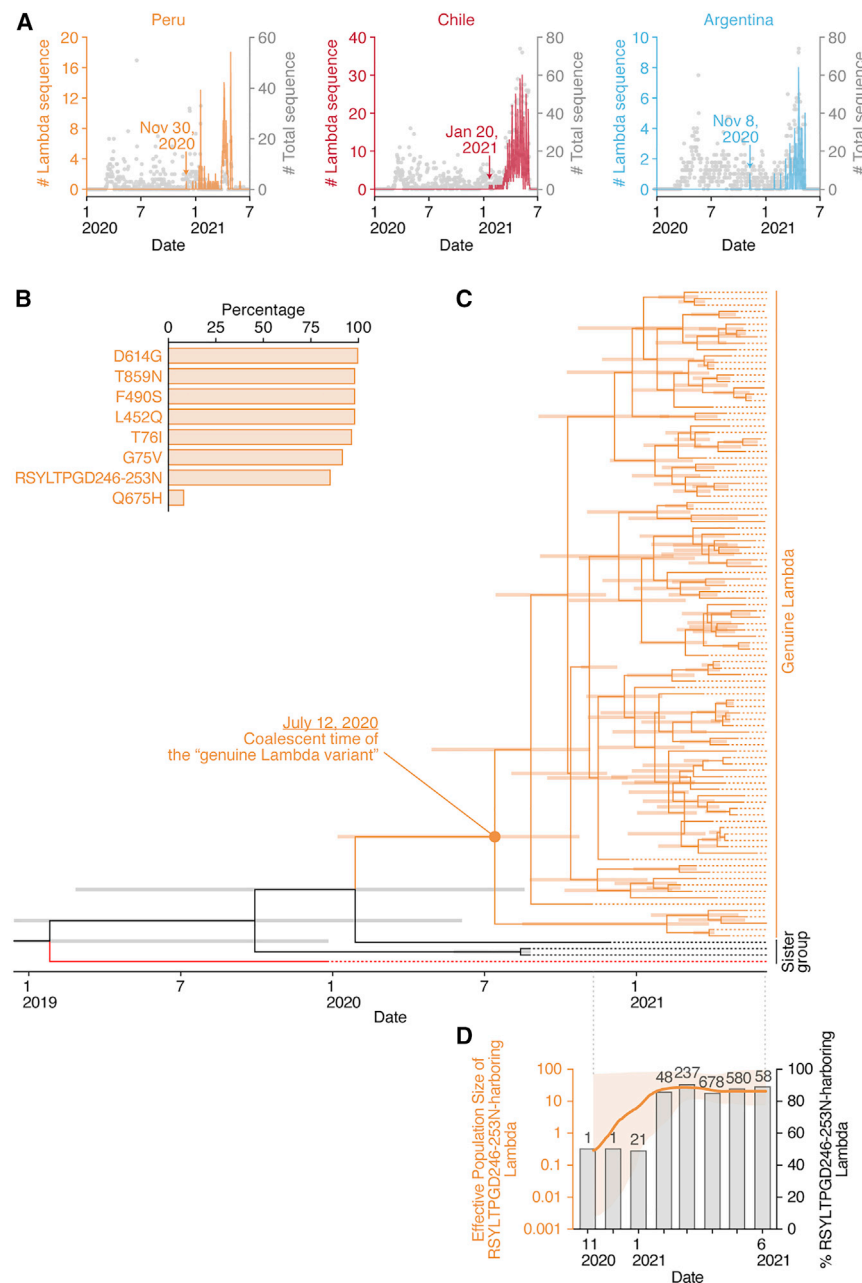 A
Peru
Chile
Argentina
# Lambda sequence
20
16
12
8
4
0
60
40
20
0
# Total sequence
Nov 30,
2020
1
7
1
7
2020
2021
Date
# Lambda sequence
40
30
20
10
0
80
60
40
20
0
# Total sequence
Jan 20,
2021
1
7
1
7
2020
2021
Date
# Lambda sequence
10
8
6
4
2
0
80
60
40
20
0
# Total sequence
Nov 8,
2020
1
7
1
7
2020
2021
Date
B
Percentage
0 25 50 75 100
D614G
T859N
F490S
L452Q
T76I
G75V
RSYLTPGD246-253N
Q675H
C
Genuine Lambda
July 12, 2020
Coalescent time of
the “genuine Lambda variant”
Sister
group
1 7 1 7 1
2019 2020 2021
Date
D
Effective Population Size of
RSYLTPGD246-253N-harboring
Lambda
100
10
1
0.1
0.01
0.001
1 1 21 48 237 678 580 58
100
80
60
40
20
0
% RSYLTPGD246-253N-harboring
Lambda
11 1 6
2020 2021 2021
Date